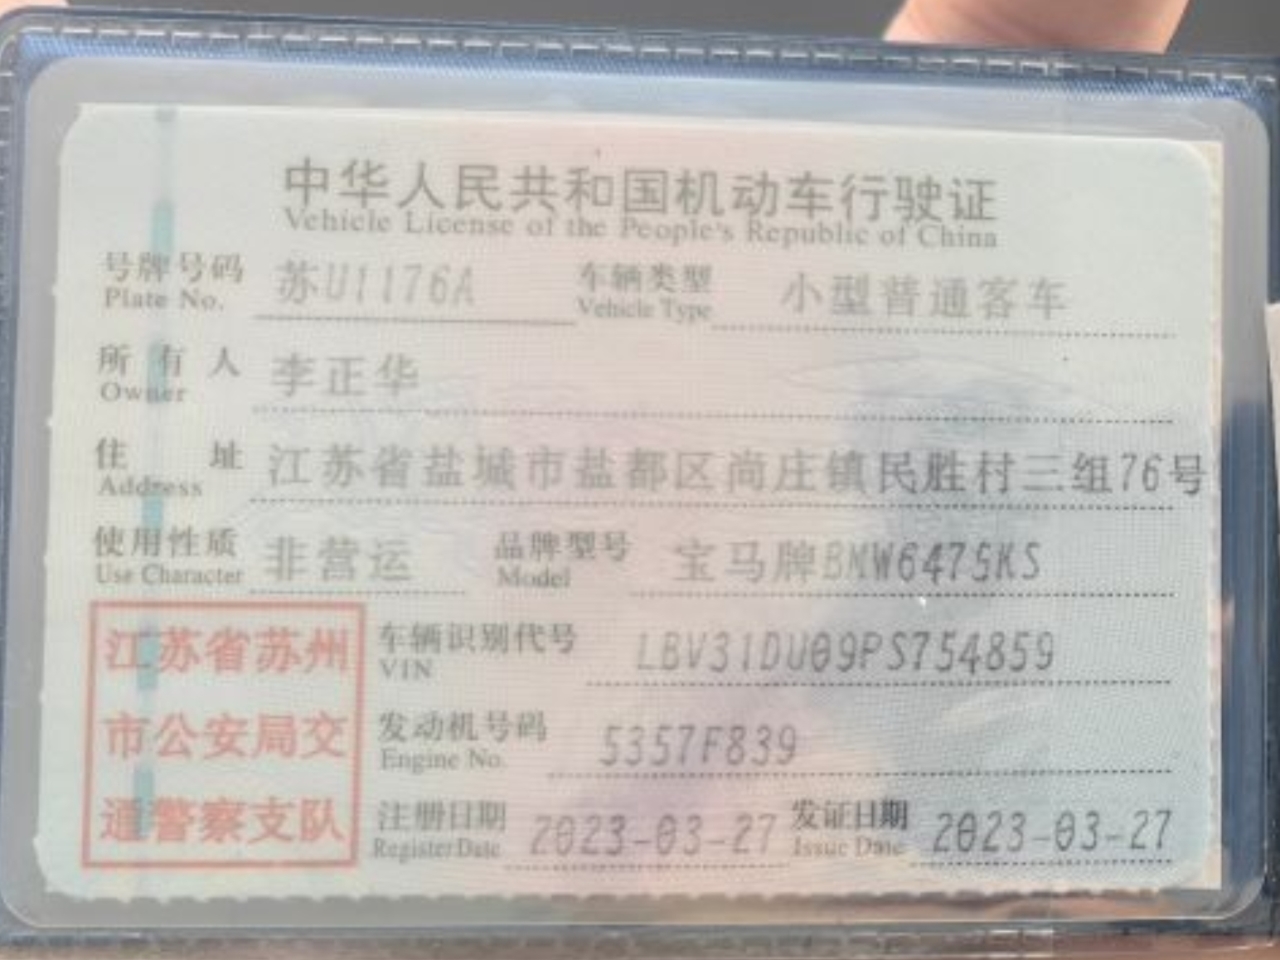 中华人民共和国机动车行驶证
Vehicle License of the People's Republic of China
号牌号码 苏U1176A 车辆类型 小型普通客车
Plate No. Vehicle Type
所有人 李正华
Owner
住址 江苏省盐城市盐都区尚庄镇民胜村三组76号
Address
使用性质 非营运 品牌型号 宝马牌BMW6475KS
Use Character Model
江苏省苏州
市公安局交
通警察支队
车辆识别代号 LBV31DU09PS754859
VIN
发动机号码 5357F839
Engine No.
注册日期 2023-03-27 发证日期 2023-03-27
Register Date Issue Date